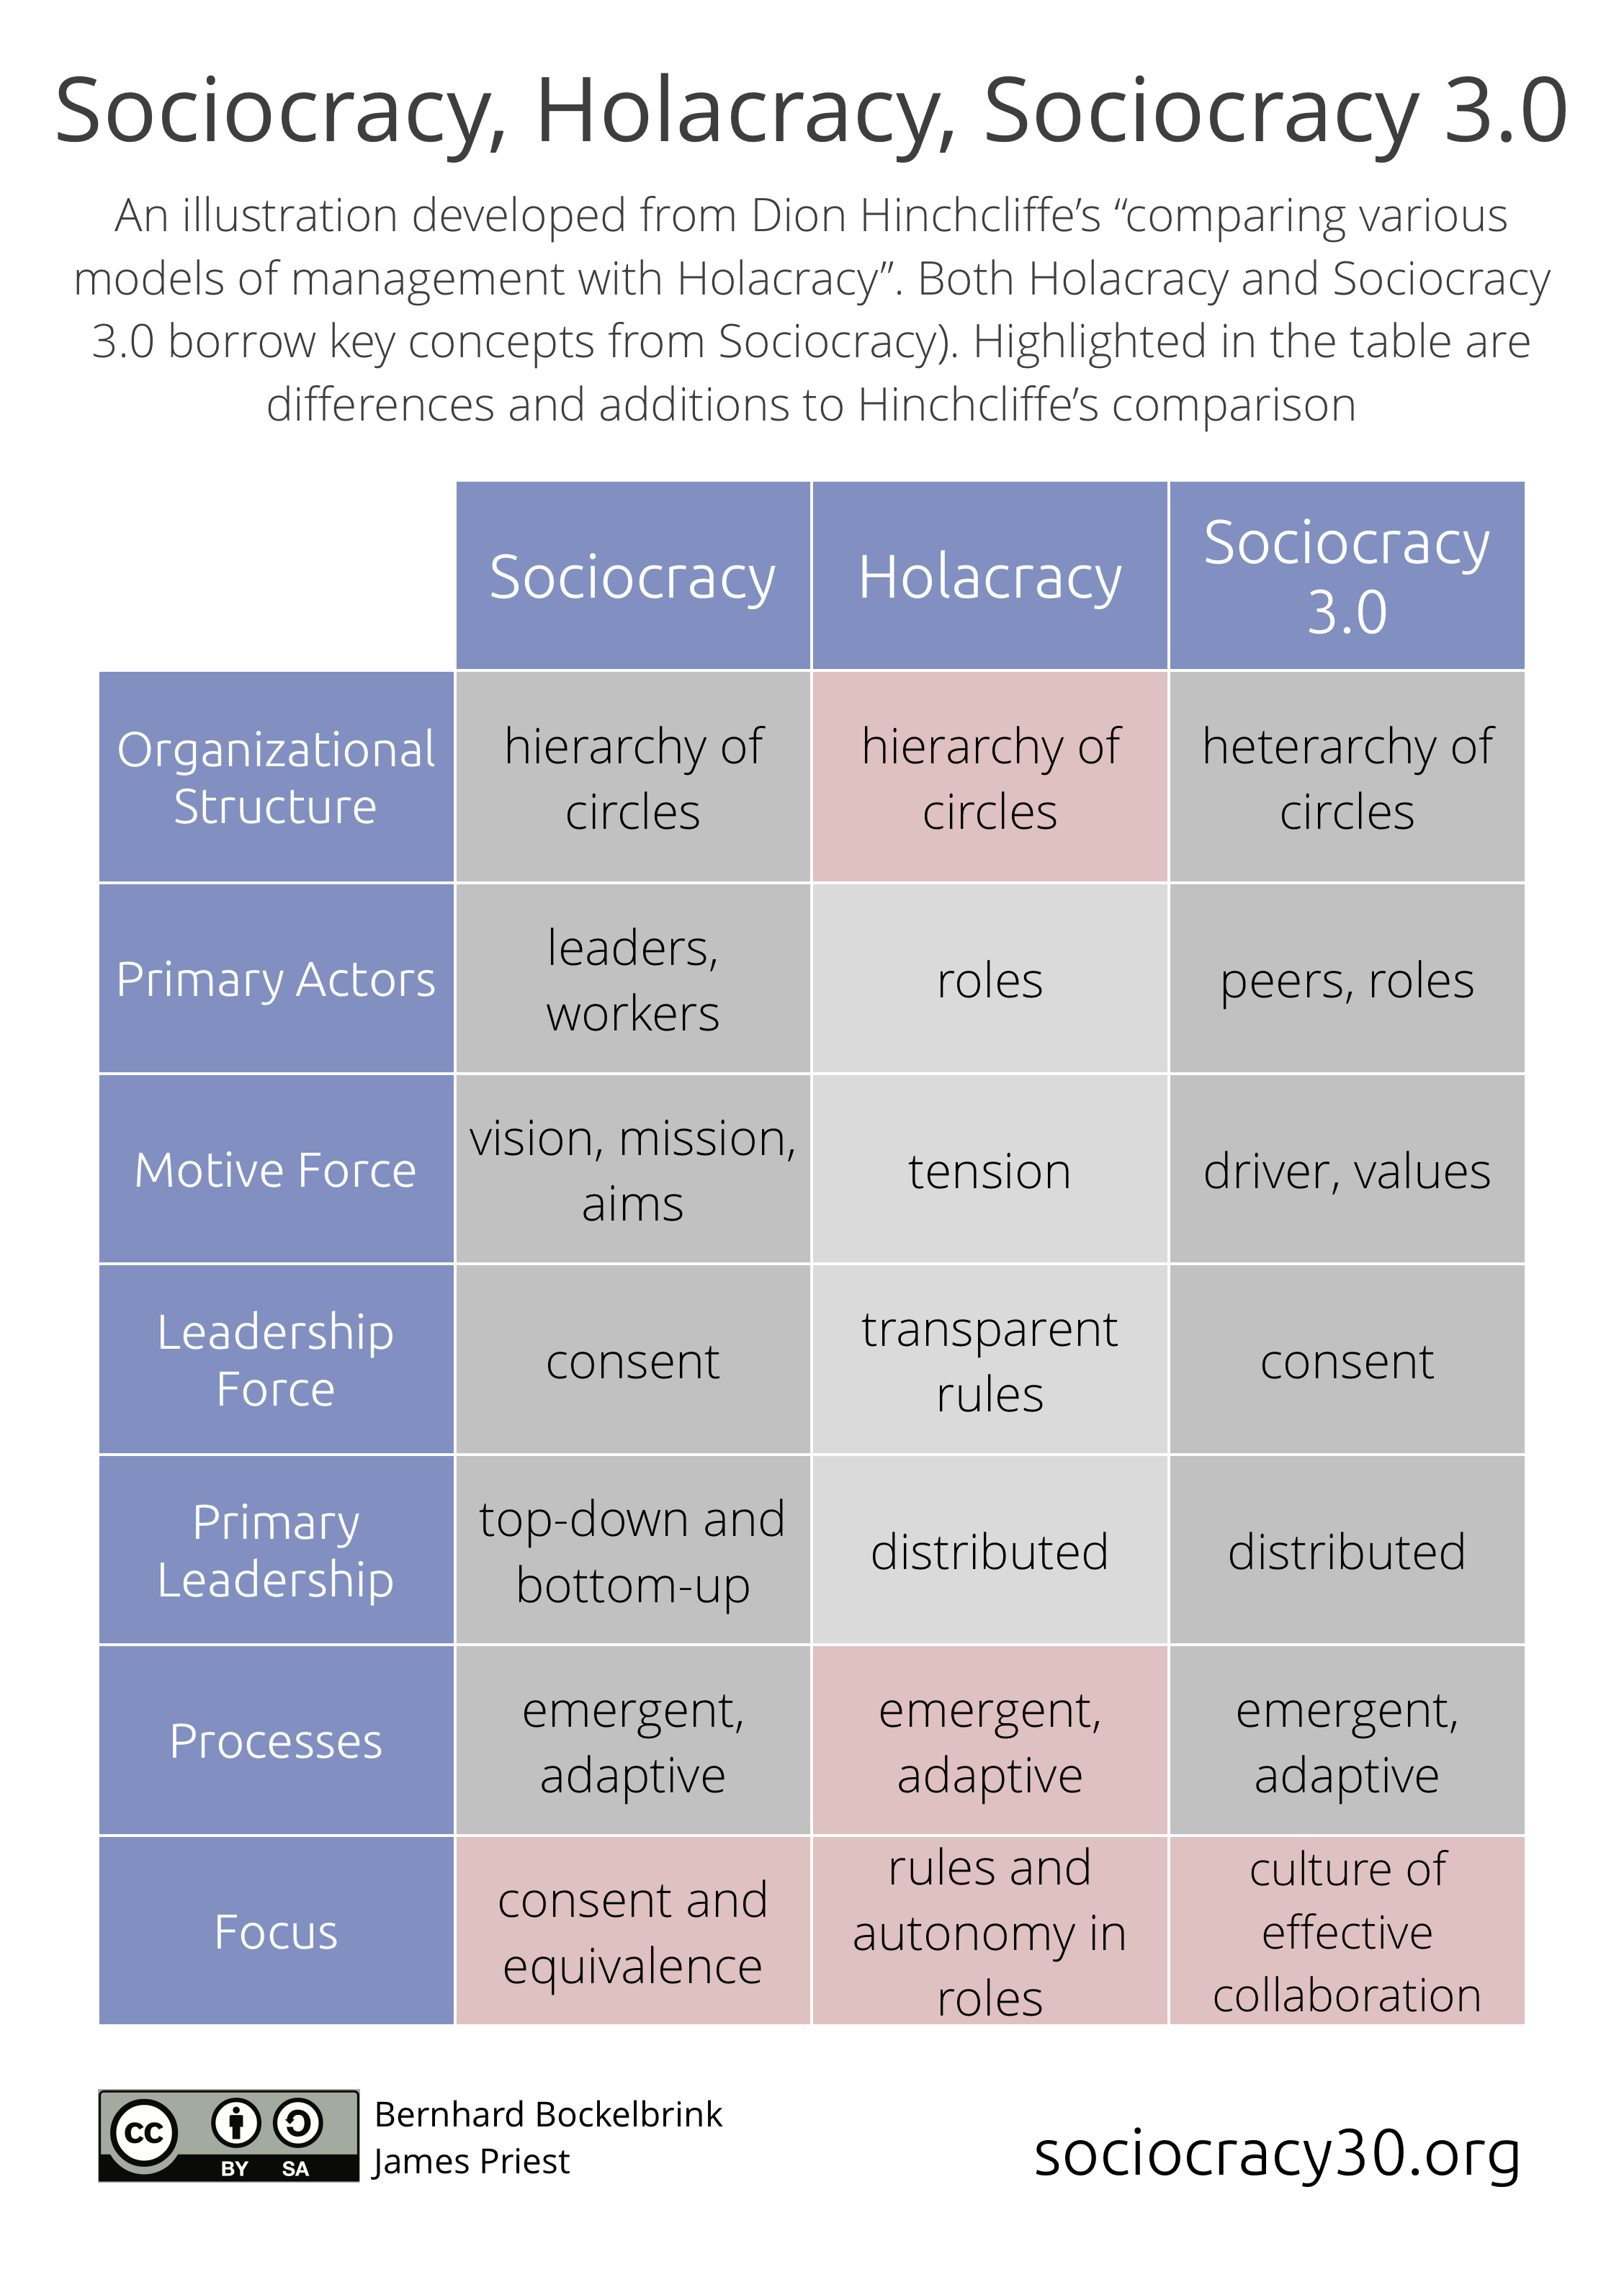 Sociocracy, Holacracy, Sociocracy 3.0
An illustration developed from Dion Hinchcliffe’s “comparing various
models of management with Holacracy”. Both Holacracy and Sociocracy
3.0 borrow key concepts from Sociocracy). Highlighted in the table are
differences and additions to Hinchcliffe’s comparison
Sociocracy
Holacracy
Sociocracy
3.0
Organizational
Structure
hierarchy of
circles
hierarchy of
circles
heterarchy of
circles
Primary Actors
leaders,
workers
roles
peers, roles
Motive Force
vision, mission,
aims
tension
driver, values
Leadership
Force
consent
transparent
rules
consent
Primary
Leadership
top-down and
bottom-up
distributed
distributed
Processes
emergent,
adaptive
emergent,
adaptive
emergent,
adaptive
Focus
consent and
equivalence
rules and
autonomy in
roles
culture of
effective
collaboration
cc
BY SA
Bernhard Bockelbrink
James Priest
sociocracy30.org